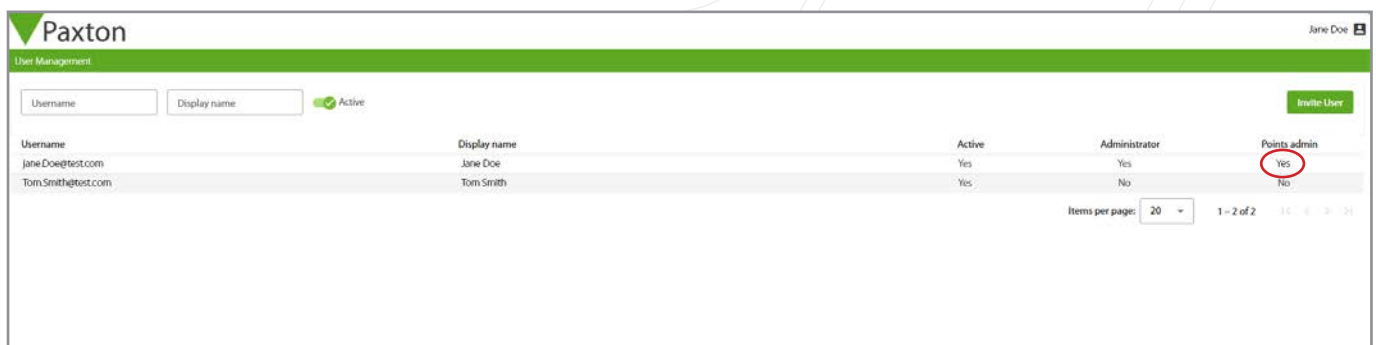 Paxton
Jane Doe
User Management
Username Display name Active Invite User
Username Display name Active Administrator Points admin
jane.Doe@test.com Jane Doe Yes Yes Yes
Tom.Smith@test.com Tom Smith Yes No No
Items per page: 20 1 – 2 of 2